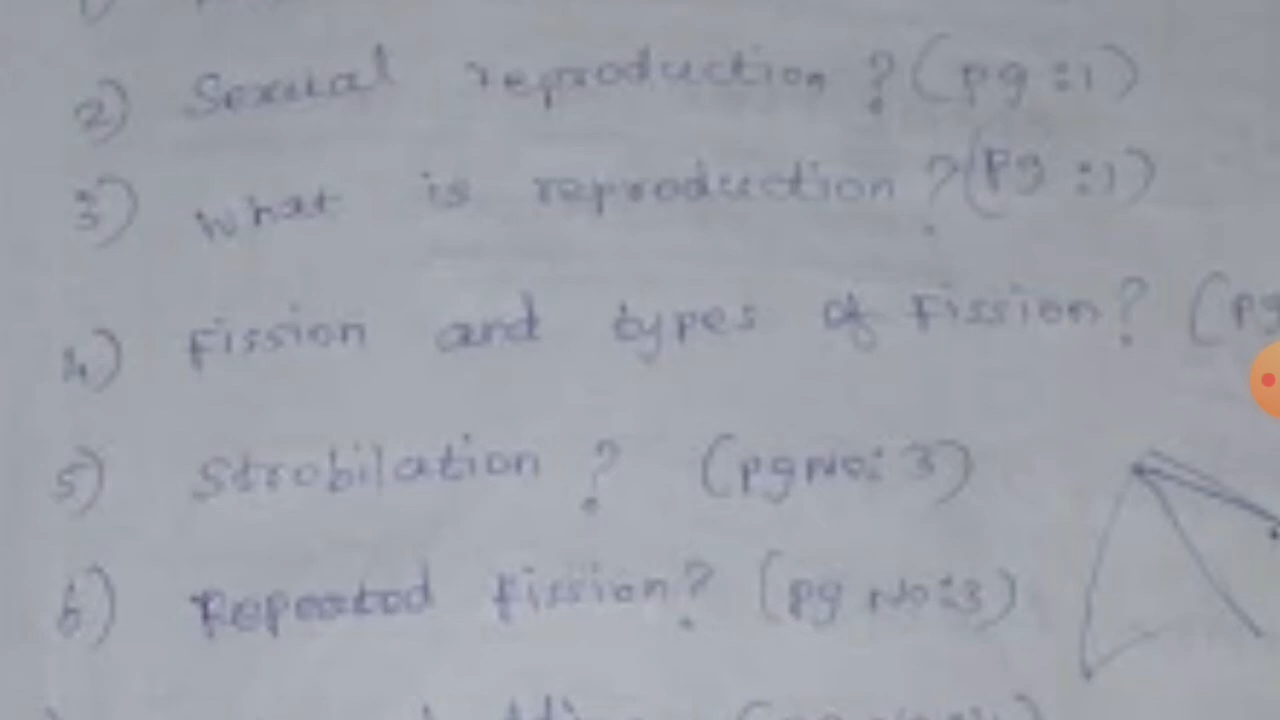 2) Sexual reproduction ? (pg : 1)
3) What is reproduction ? (Pg : 1)
4) Fission and types of Fission? (pg
5) Strobilation ? (pg No: 3)
6) Repeated fission? (pg No: 3)